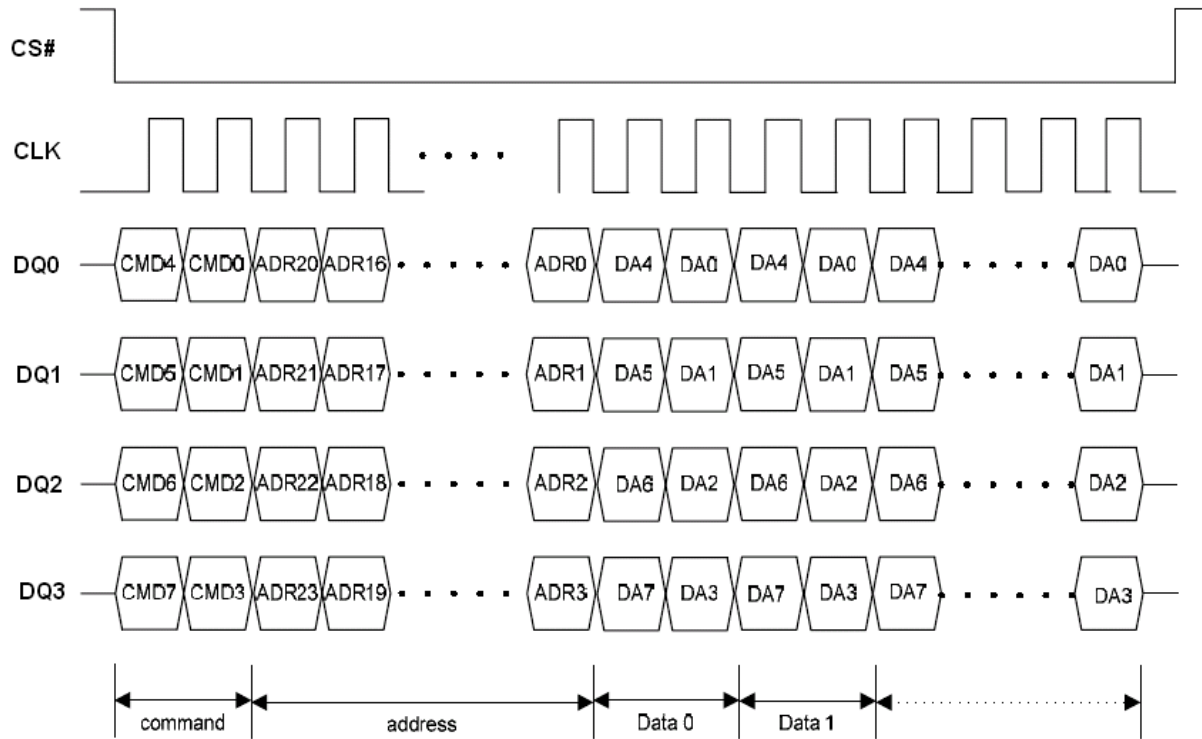 CS#
CLK
DQ0 CMD4 CMD0 ADR20 ADR16 ADR0 DA4 DA0 DA4 DA0 DA4 DA0
DQ1 CMD5 CMD1 ADR21 ADR17 ADR1 DA5 DA1 DA5 DA1 DA5 DA1
DQ2 CMD6 CMD2 ADR22 ADR18 ADR2 DA6 DA2 DA6 DA2 DA6 DA2
DQ3 CMD7 CMD3 ADR23 ADR19 ADR3 DA7 DA3 DA7 DA3 DA7 DA3
command address Data 0 Data 1